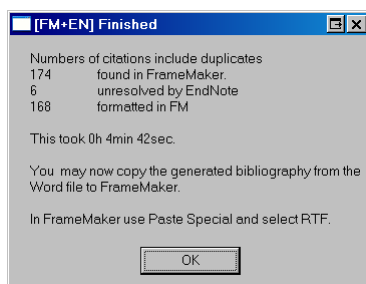 [FM+EN] Finished
Numbers of citations include duplicates
174 found in FrameMaker.
6 unresolved by EndNote
168 formatted in FM
This took 0h 4min 42sec.
You may now copy the generated bibliography from the
Word file to FrameMaker.
In FrameMaker use Paste Special and select RTF.
OK